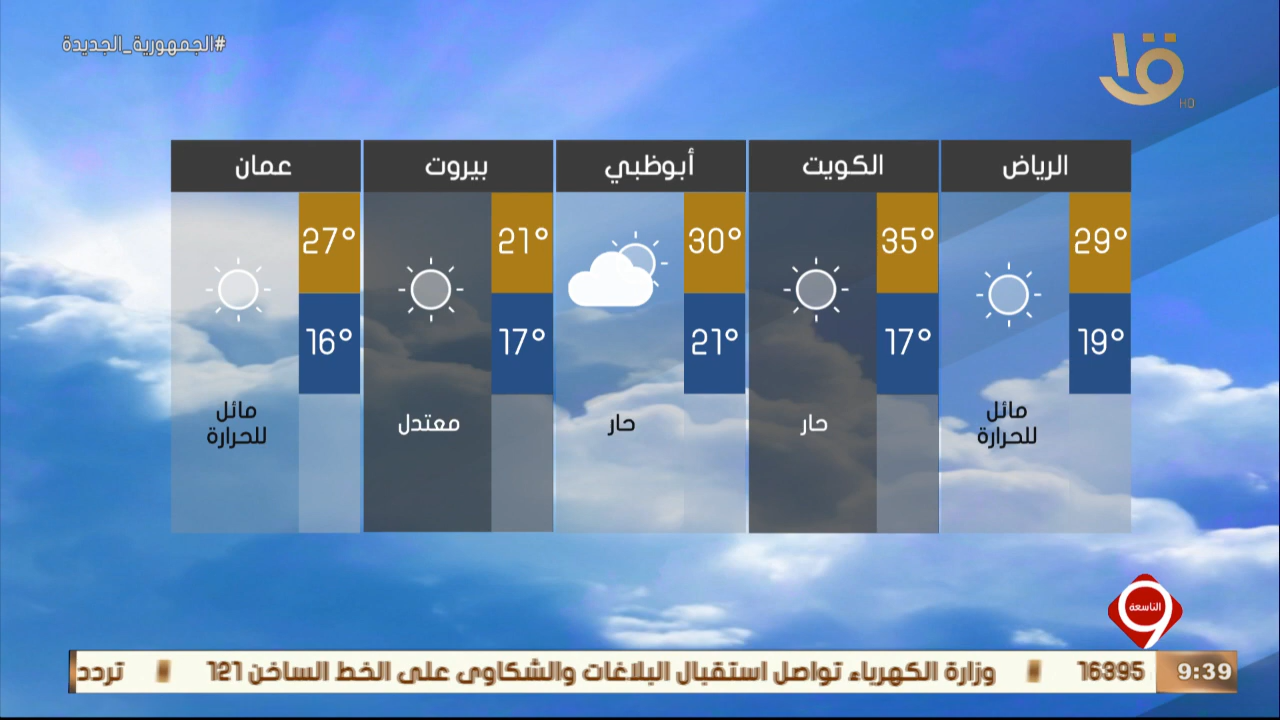 #الجمهورية_الجديدة
HD
الرياض
29°
19°
مائل
للحرارة
الكويت
35°
17°
حار
أبوظبي
30°
21°
حار
بيروت
21°
17°
معتدل
عمان
27°
16°
مائل
للحرارة
التاسعة
9
9:39
16395 وزارة الكهرباء تواصل استقبال البلاغات والشكاوى على الخط الساخن 121 تردد